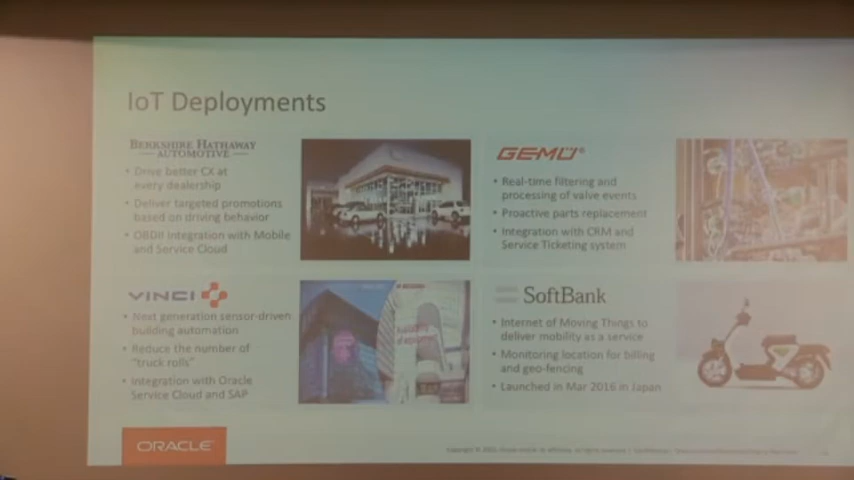 IoT Deployments
BERKSHIRE HATHAWAY
AUTOMOTIVE
• Drive better CX at
every dealership
• Deliver targeted promotions
based on driving behavior
• OBDII Integration with Mobile
and Service Cloud
GEMÜ®
• Real-time filtering and
processing of valve events
• Proactive parts replacement
• Integration with CRM and
Service Ticketing system
VINCI
• Next generation sensor-driven
building automation
• Reduce the number of
"truck rolls"
• Integration with Oracle
Service Cloud and SAP
SoftBank
• Internet of Moving Things to
deliver mobility as a service
• Monitoring location for billing
and geo-fencing
• Launched in Mar 2016 in Japan
ORACLE